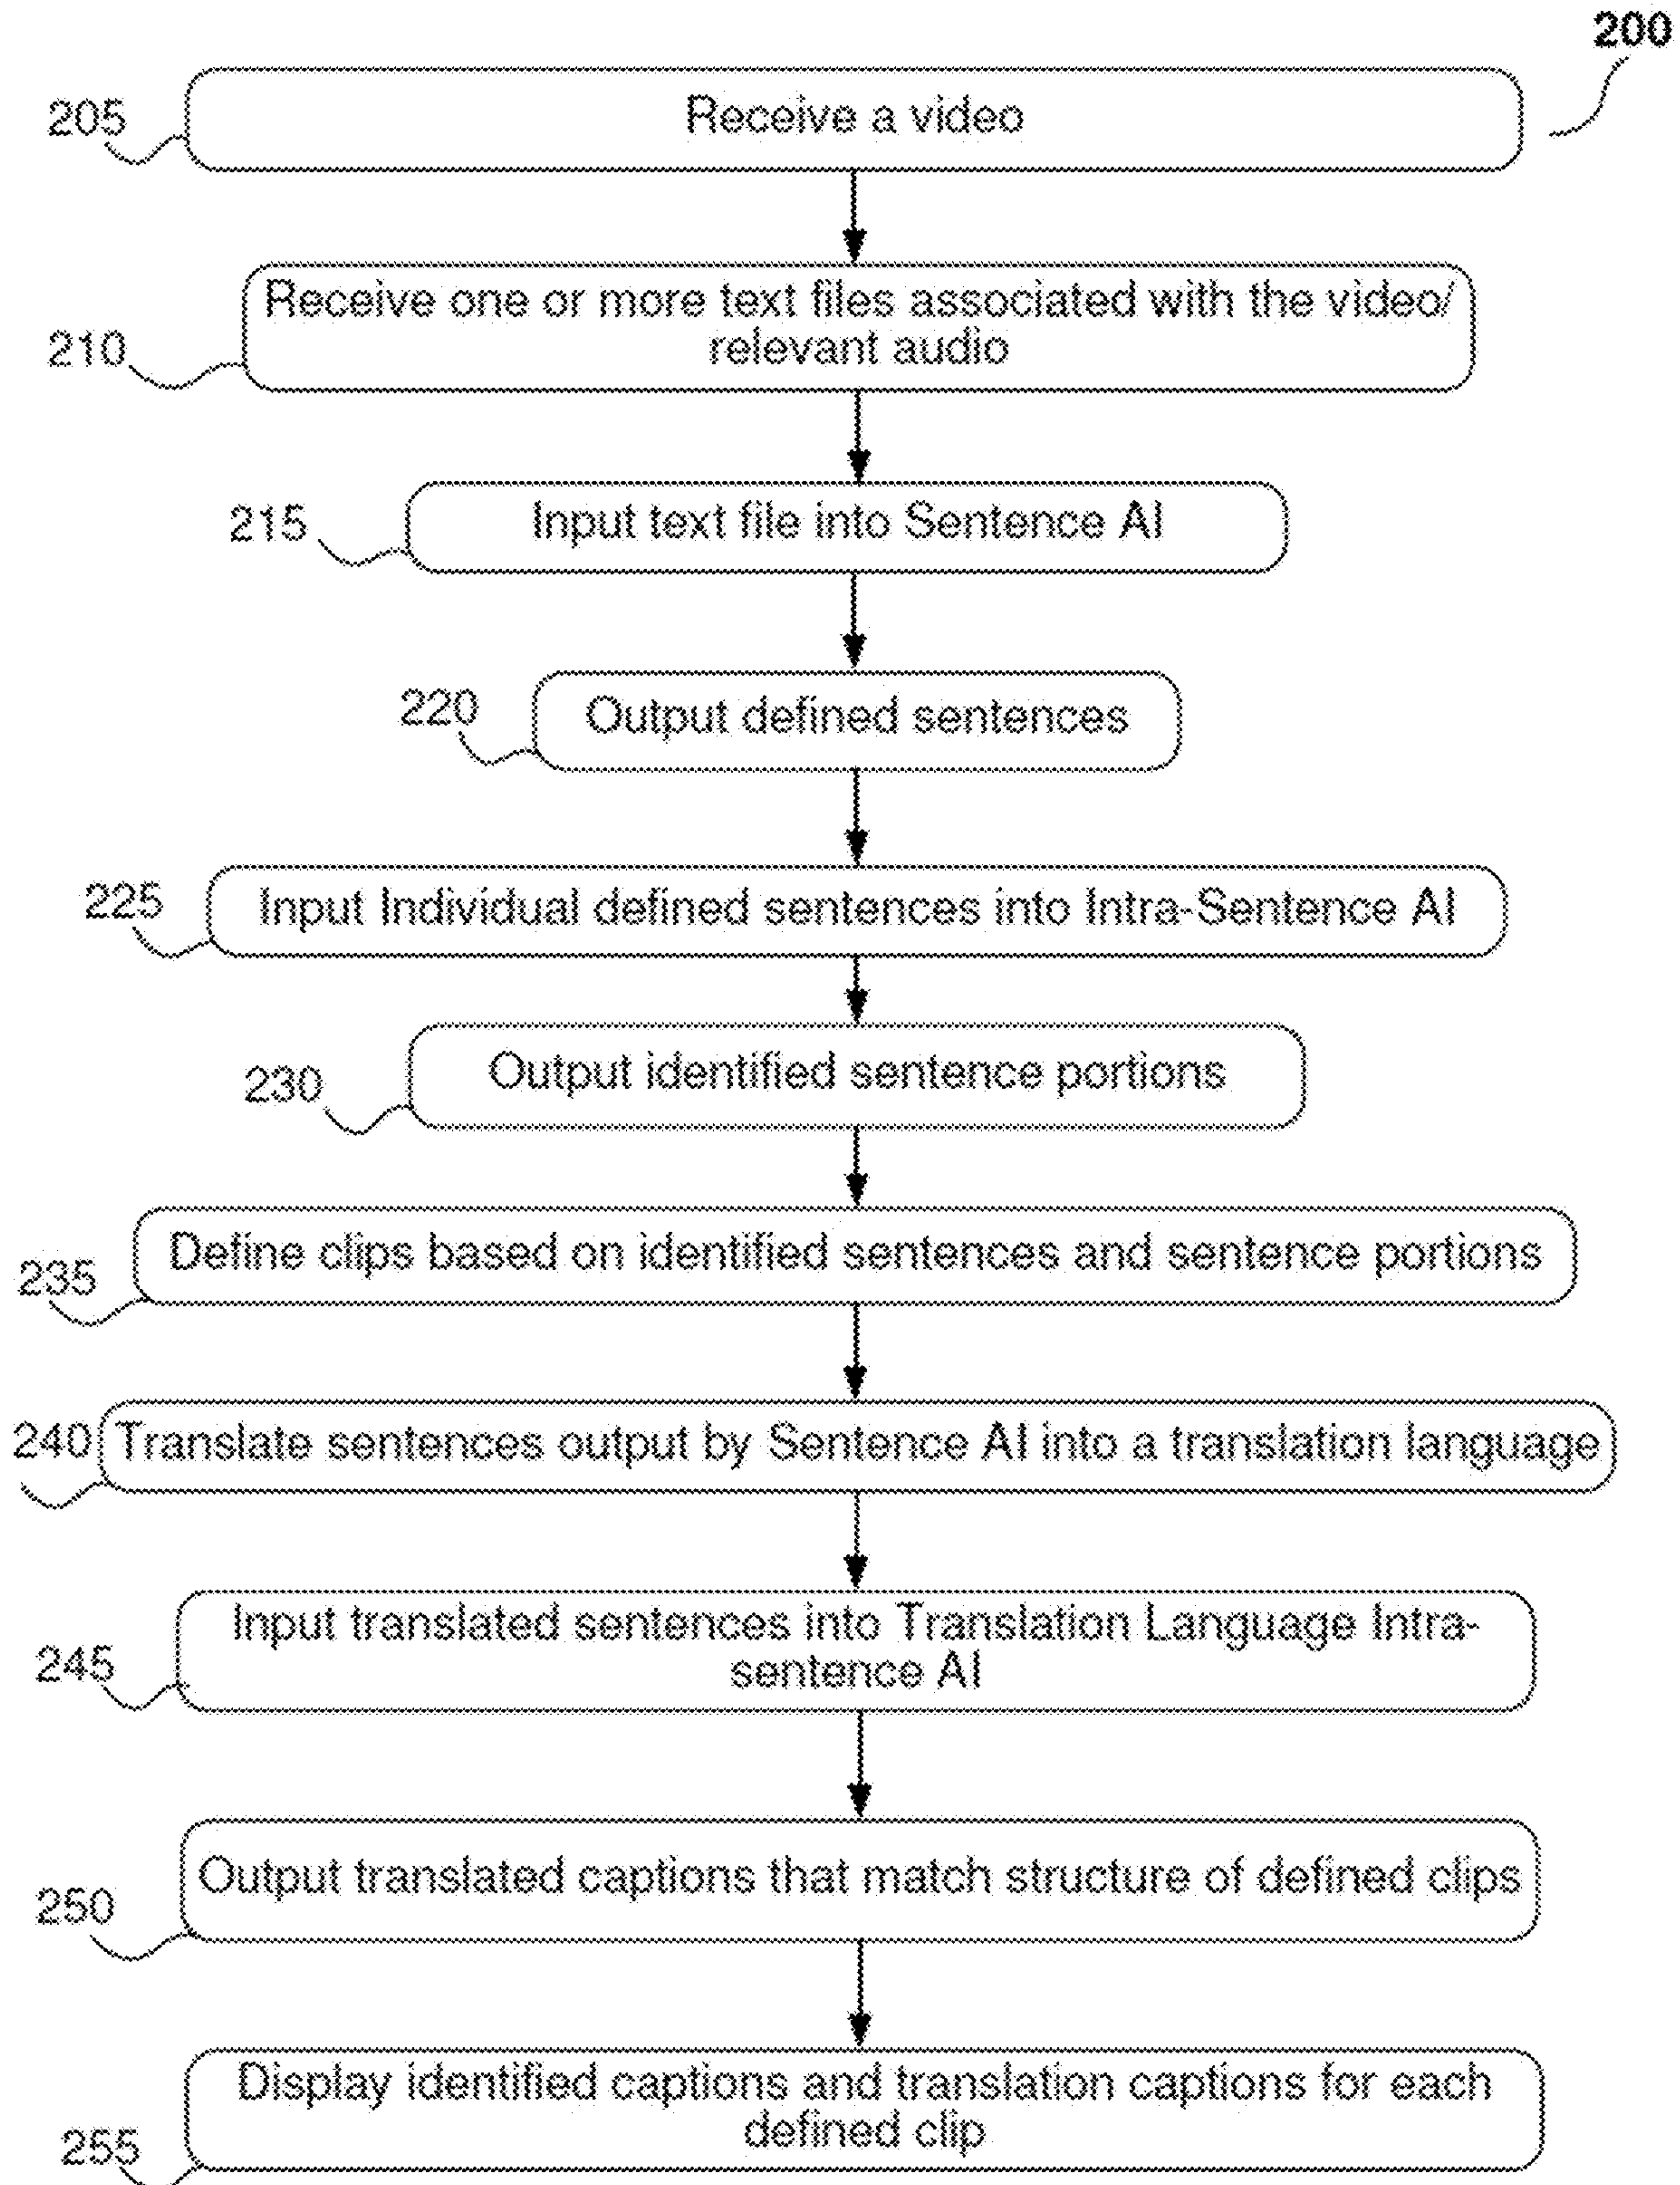 200
205
Receive a video
210
Receive one or more text files associated with the video/
relevant audio
215
Input text file into Sentence AI
220
Output defined sentences
225
Input Individual defined sentences into Intra-Sentence AI
230
Output identified sentence portions
235
Define clips based on identified sentences and sentence portions
240
Translate sentences output by Sentence AI into a translation language
245
Input translated sentences into Translation Language Intra-
sentence AI
250
Output translated captions that match structure of defined clips
255
Display identified captions and translation captions for each
defined clip